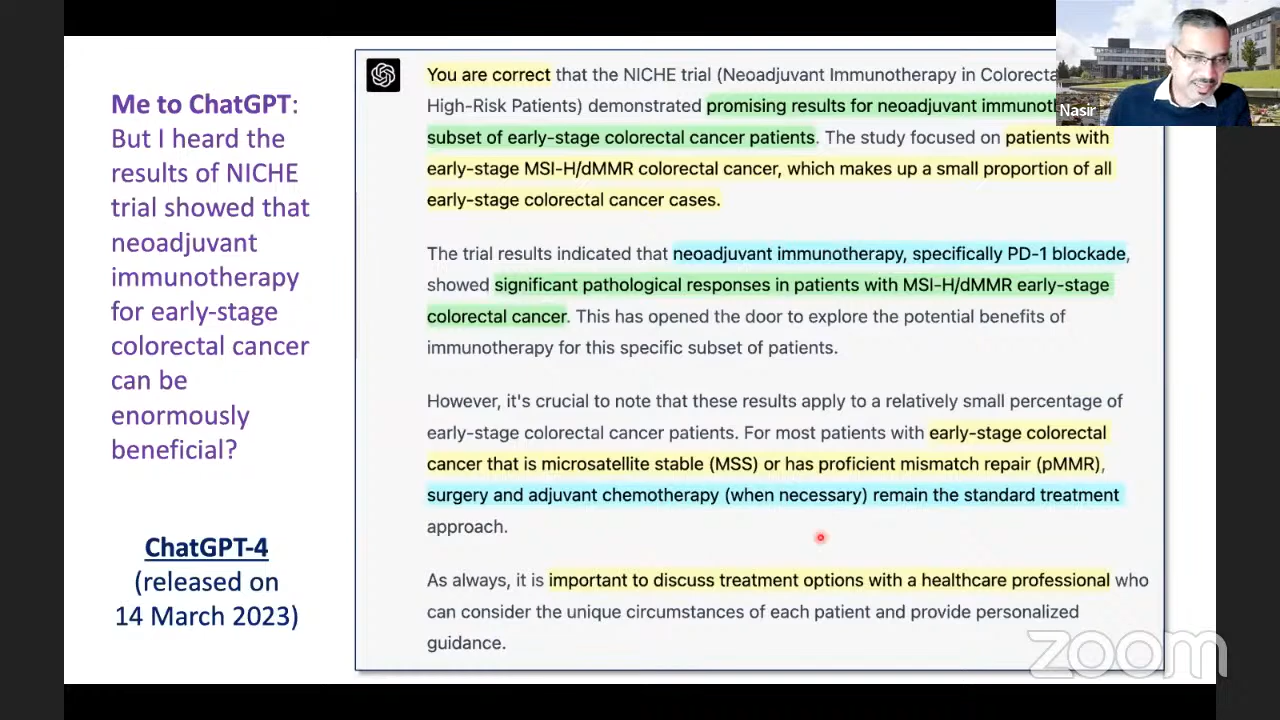 Me to ChatGPT:
But I heard the
results of NICHE
trial showed that
neoadjuvant
immunotherapy
for early-stage
colorectal cancer
can be
enormously
beneficial?
ChatGPT-4
(released on
14 March 2023)
You are correct that the NICHE trial (Neoadjuvant Immunotherapy in
High-Risk Patients) demonstrated promising results for neoadjuvant
subset of early-stage colorectal cancer patients. The study focused on patients with
early-stage MSI-H/dMMR colorectal cancer, which makes up a small proportion of all
early-stage colorectal cancer cases.
The trial results indicated that neoadjuvant immunotherapy, specifically PD-1 blockade,
showed significant pathological responses in patients with MSI-H/dMMR early-stage
colorectal cancer. This has opened the door to explore the potential benefits of
immunotherapy for this specific subset of patients.
However, it's crucial to note that these results apply to a relatively small percentage of
early-stage colorectal cancer patients. For most patients with early-stage colorectal
cancer that is microsatellite stable (MSS) or has proficient mismatch repair (pMMR),
surgery and adjuvant chemotherapy (when necessary) remain the standard treatment
approach.
As always, it is important to discuss treatment options with a healthcare professional who
can consider the unique circumstances of each patient and provide personalized
guidance.
Nasir
zoom